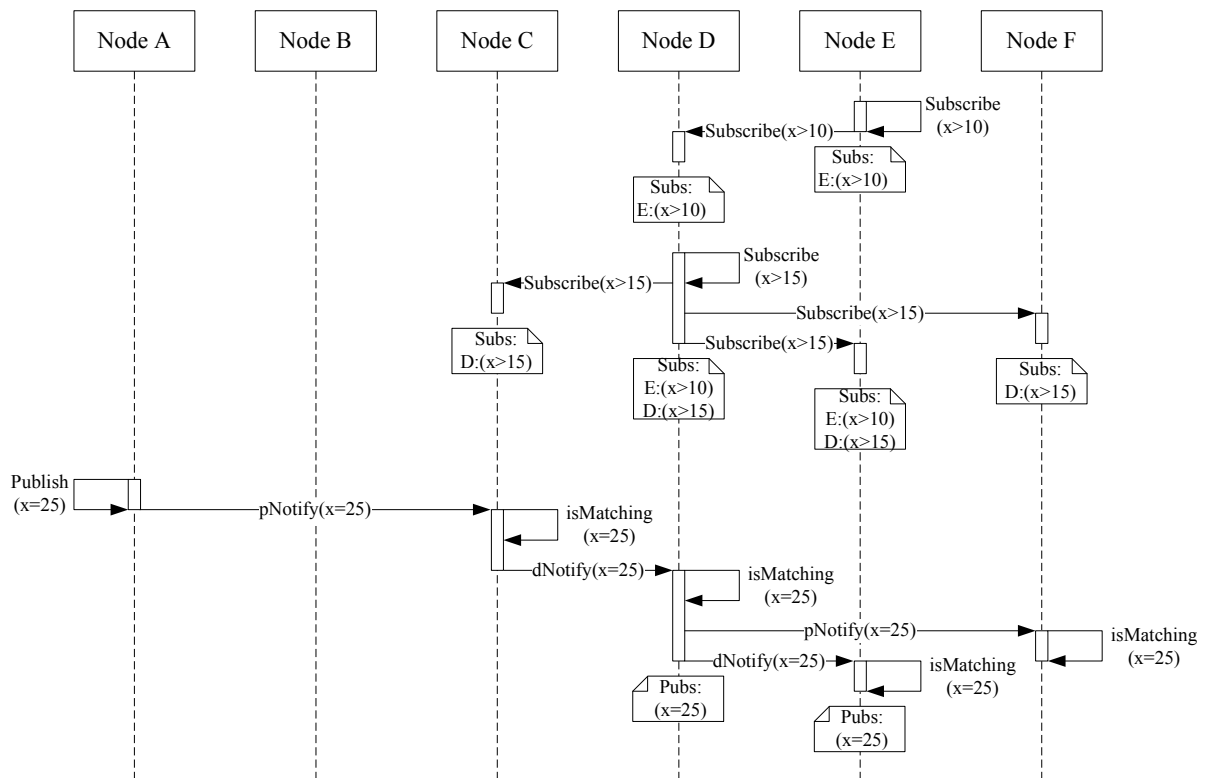 Node A
Node B
Node C
Node D
Node E
Node F
Subscribe
(x>10)
Subscribe(x>10)
Subs:
E:(x>10)
Subs:
E:(x>10)
Subscribe
(x>15)
Subscribe(x>15)
Subscribe(x>15)
Subscribe(x>15)
Subs:
D:(x>15)
Subs:
E:(x>10)
D:(x>15)
Subs:
E:(x>10)
D:(x>15)
Subs:
D:(x>15)
Publish
(x=25)
pNotify(x=25)
isMatching
(x=25)
dNotify(x=25)
isMatching
(x=25)
pNotify(x=25)
isMatching
(x=25)
dNotify(x=25)
isMatching
(x=25)
Pubs:
(x=25)
Pubs:
(x=25)